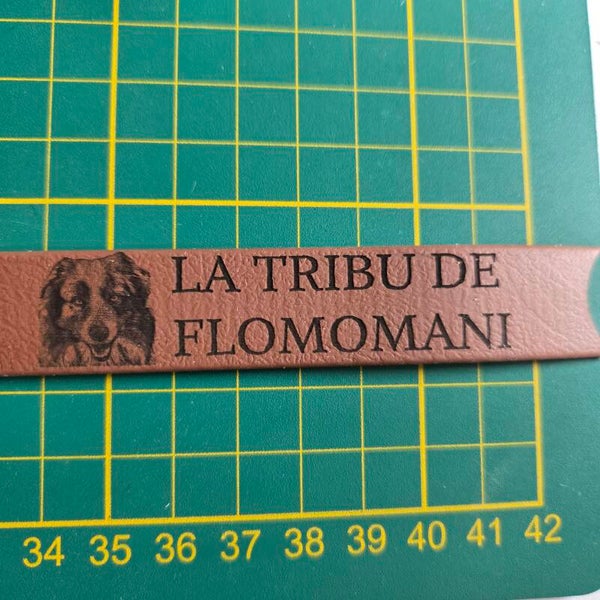 LA TRIBU DE
FLOMOMANI
34 35 36 37 38 39 40 41 42